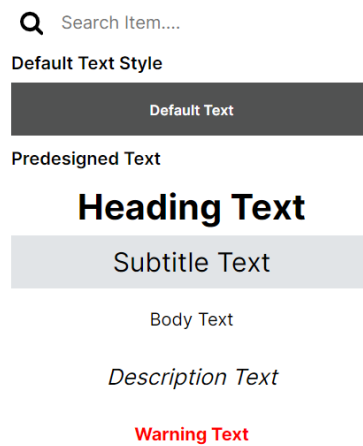 Search Item....
Default Text Style
Default Text
Predesigned Text
Heading Text
Subtitle Text
Body Text
Description Text
Warning Text